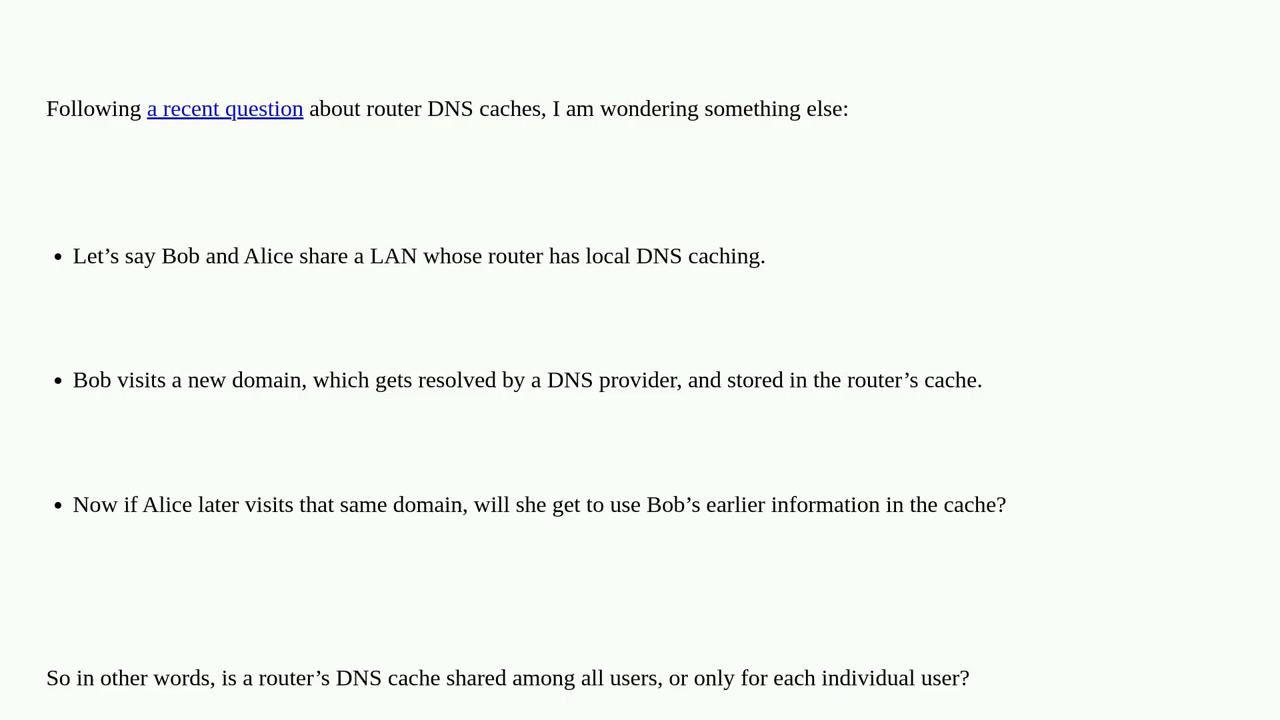 Following a recent question about router DNS caches, I am wondering something else:
• Let’s say Bob and Alice share a LAN whose router has local DNS caching.
• Bob visits a new domain, which gets resolved by a DNS provider, and stored in the router’s cache.
• Now if Alice later visits that same domain, will she get to use Bob’s earlier information in the cache?
So in other words, is a router’s DNS cache shared among all users, or only for each individual user?